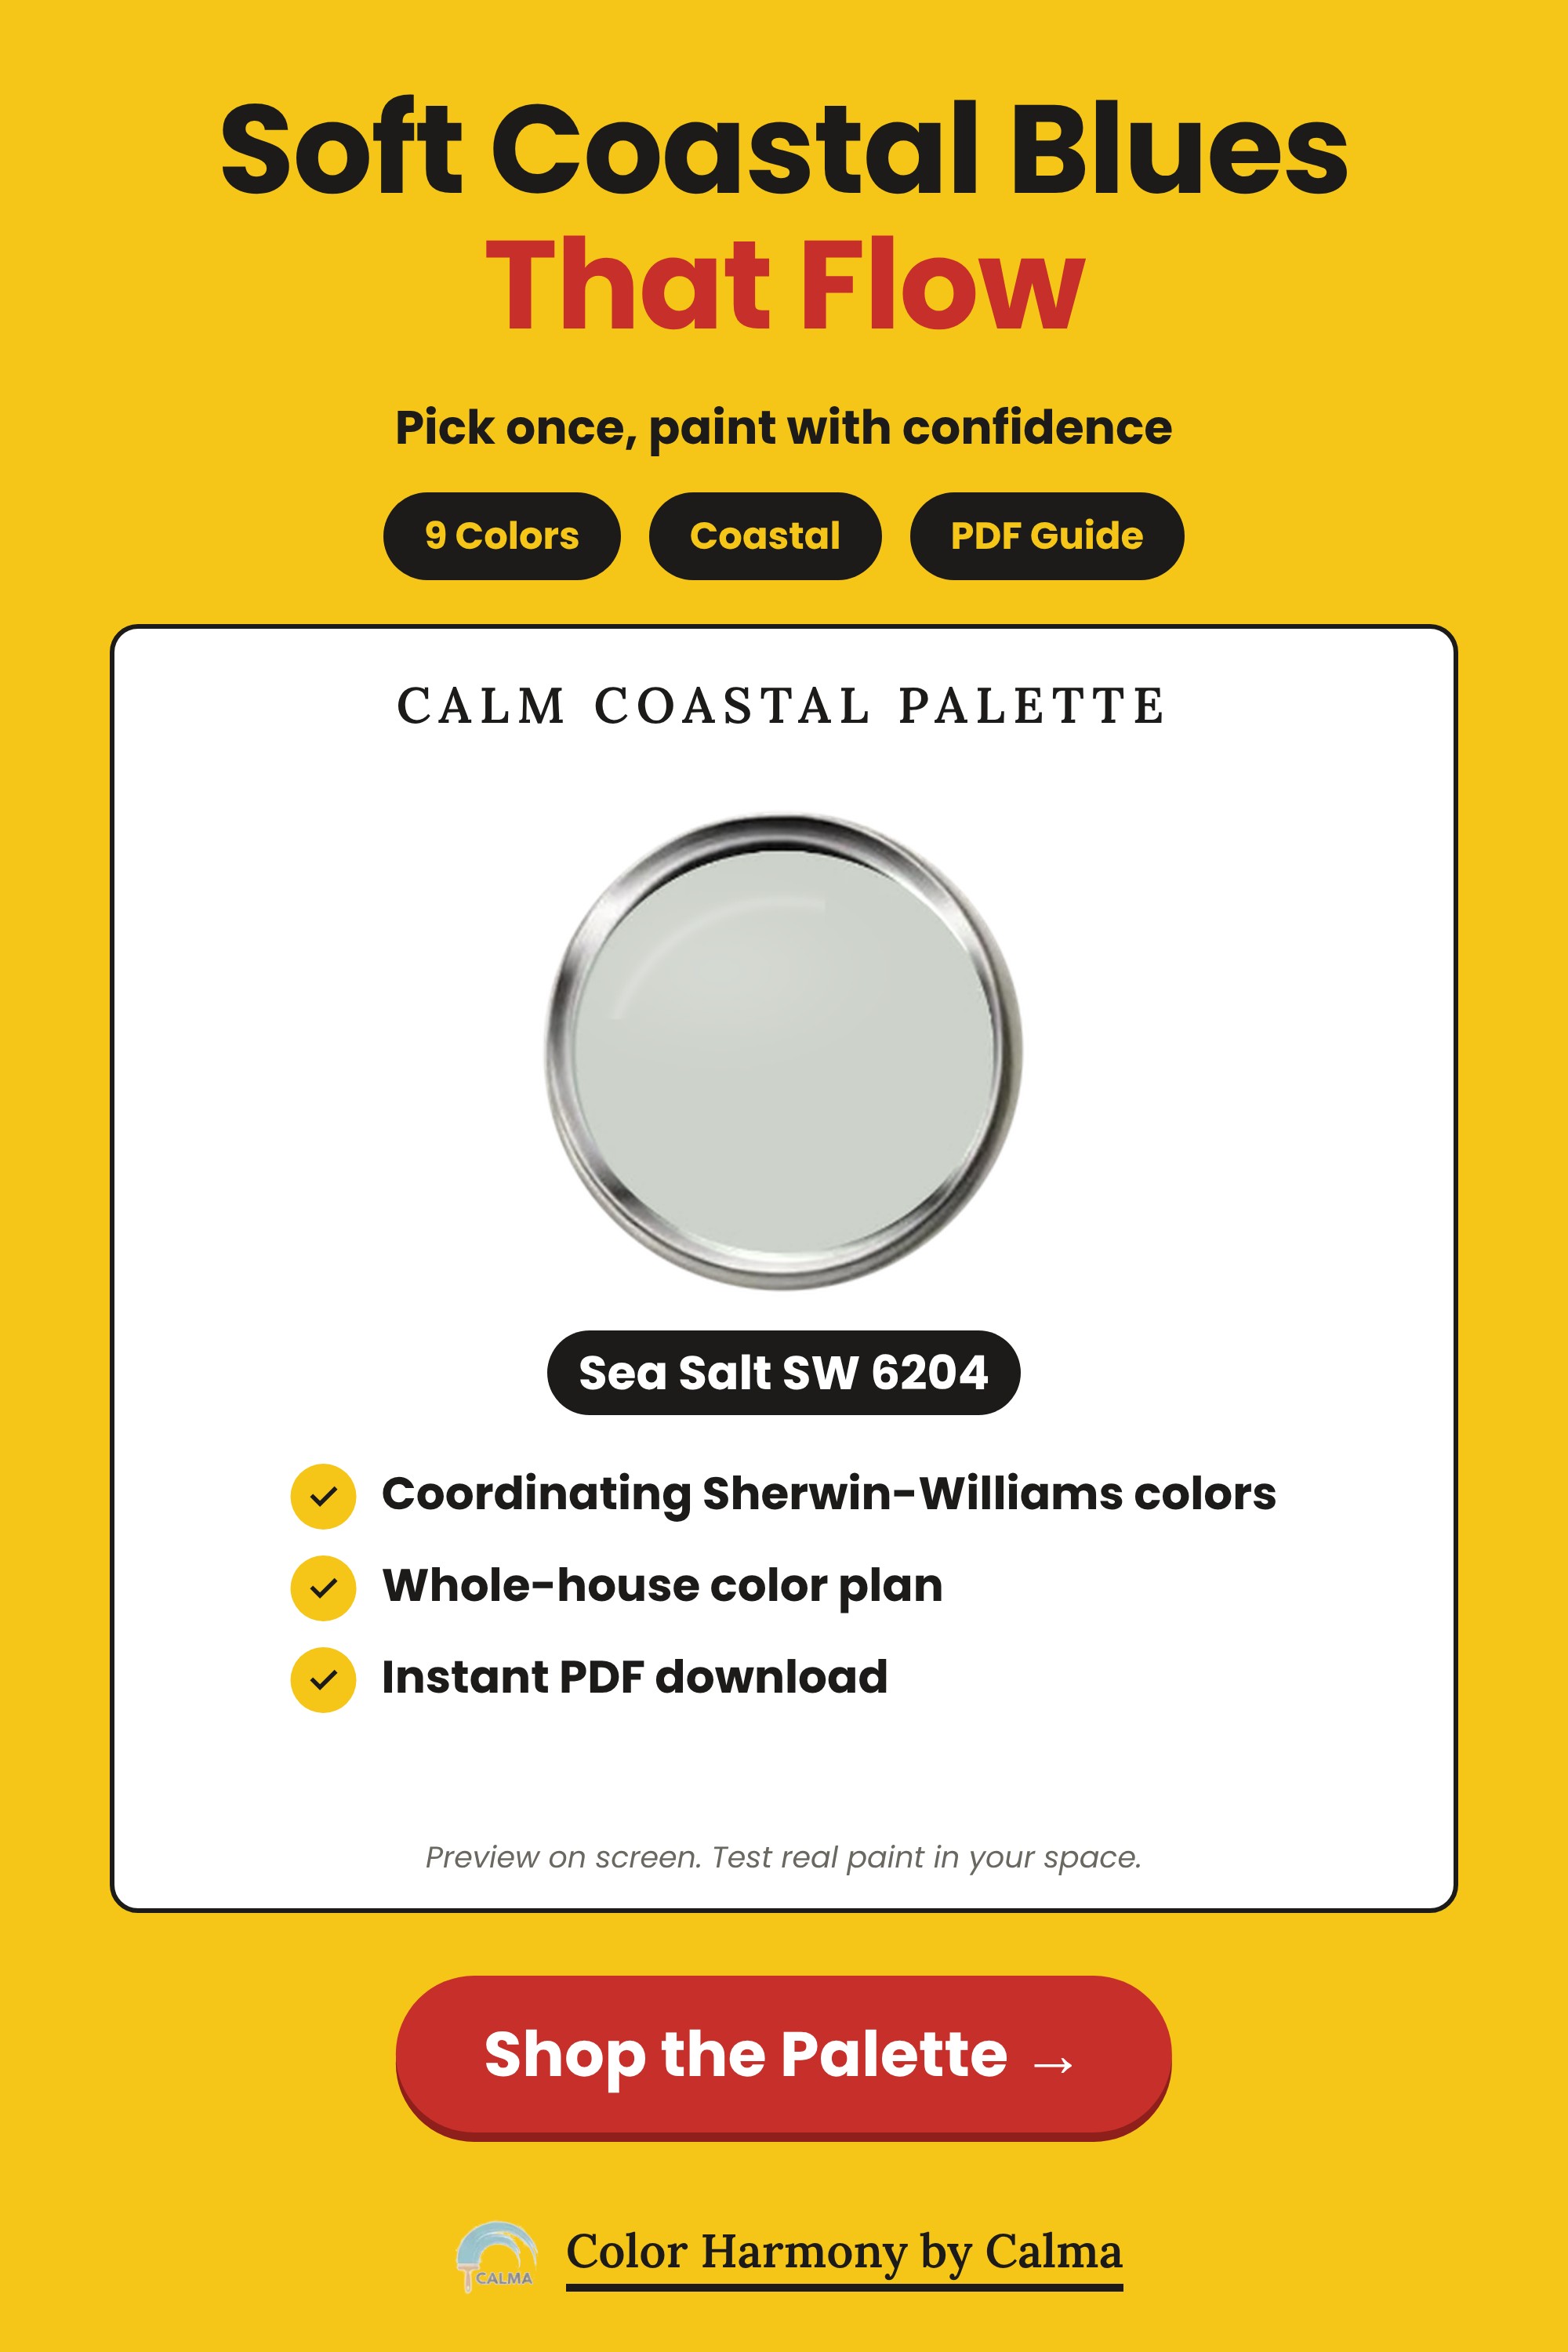 Soft Coastal Blues
That Flow
Pick once, paint with confidence
9 Colors Coastal PDF Guide
CALM COASTAL PALETTE
Sea Salt SW 6204
Coordinating Sherwin-Williams colors
Whole-house color plan
Instant PDF download
Preview on screen. Test real paint in your space.
Shop the Palette →
CALMA
Color Harmony by Calma